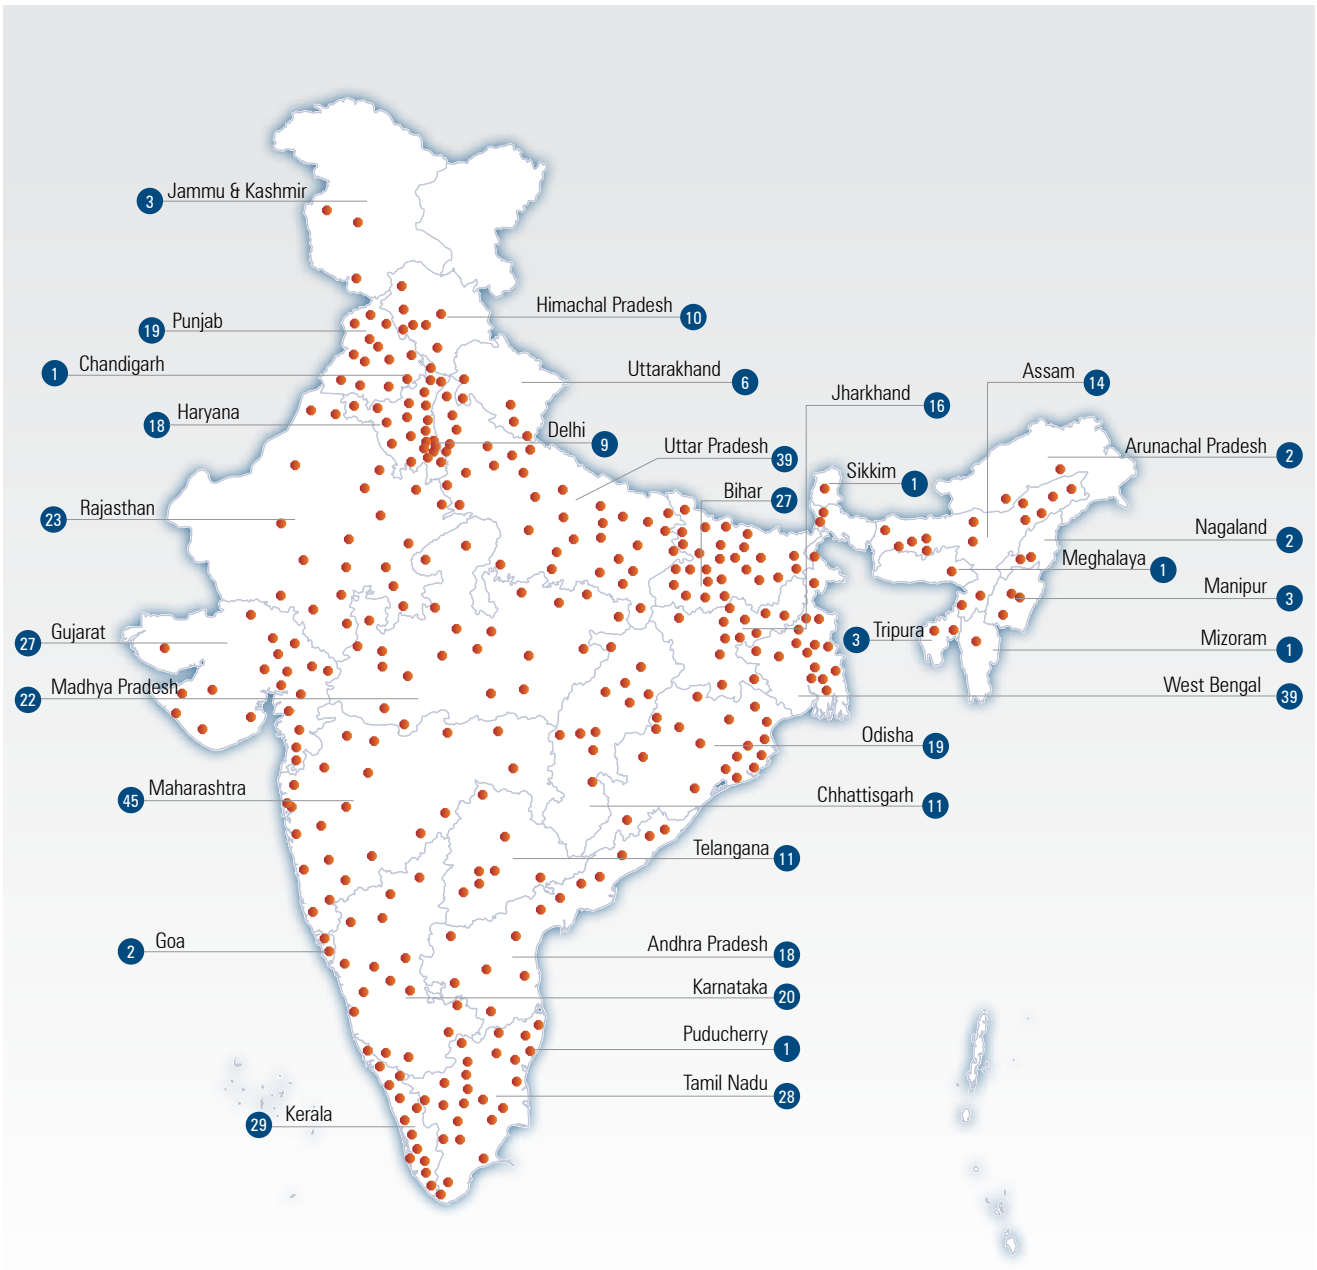 Jammu & Kashmir
3
Himachal Pradesh
10
Punjab
19
Chandigarh
1
Uttarakhand
6
Assam
14
Jharkhand
16
Haryana
18
Delhi
9
Uttar Pradesh
39
Arunachal Pradesh
2
Sikkim
1
Bihar
27
Rajasthan
23
Nagaland
2
Meghalaya
1
Manipur
3
Gujarat
27
Tripura
3
Mizoram
1
Madhya Pradesh
22
West Bengal
39
Odisha
19
Maharashtra
45
Chhattisgarh
11
Telangana
11
Goa
2
Andhra Pradesh
18
Karnataka
20
Puducherry
1
Tamil Nadu
28
Kerala
29